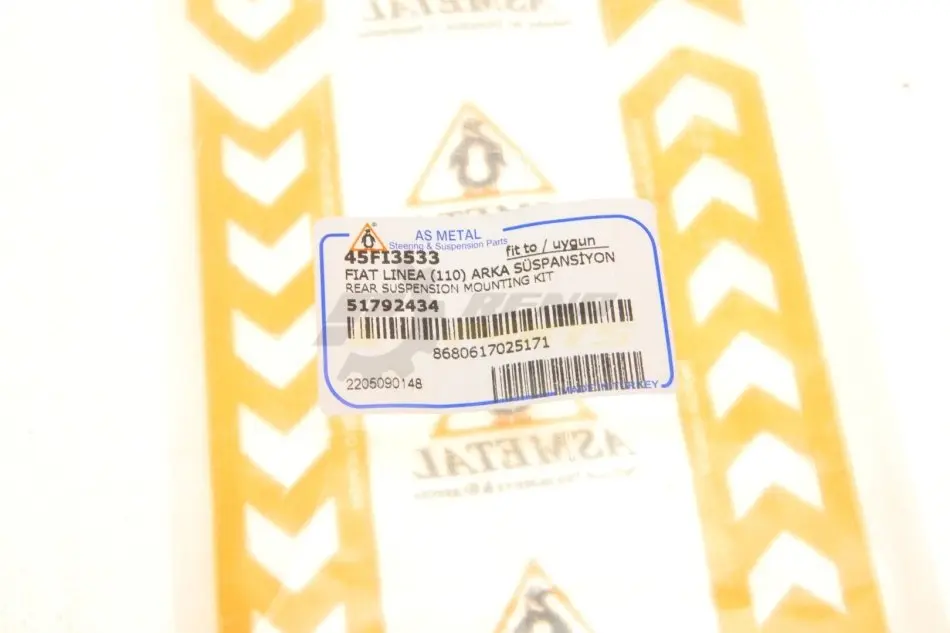 ASMETAL
AS METAL
Steering & Suspension Parts
45FI3533
fit to / uygun
FIAT LINEA (110) ARKA SÜSPANSİYON
REAR SUSPENSION MOUNTING KIT
51792434
8680617025171
2205090148
MADE IN TURKEY
ASMETAL